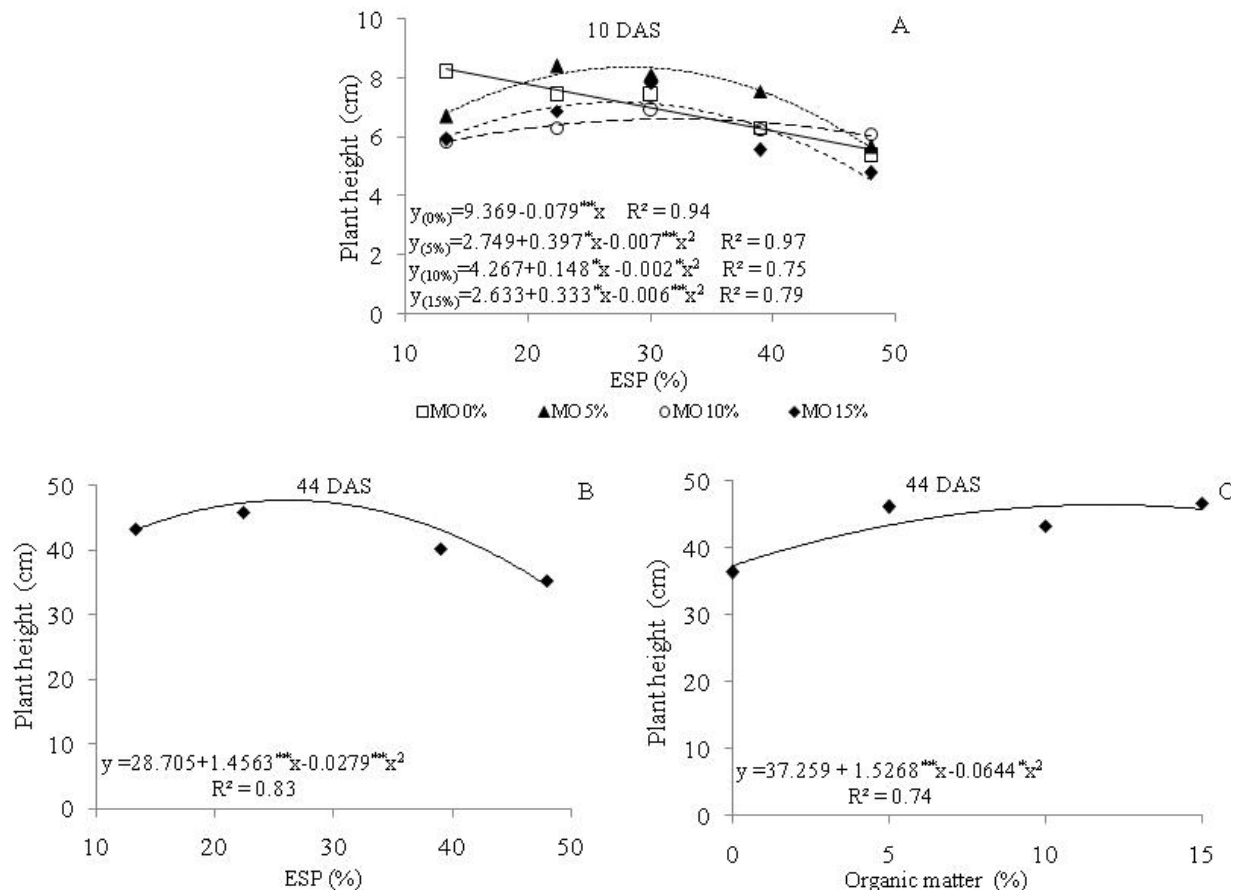 10 DAS
A
Plant height (cm)
10
8
6
4
2
0
y(0%)=9.369-0.079**x R² = 0.94
y(5%)=2.749+0.397*x-0.007**x² R² = 0.97
y(10%)=4.267+0.148*x-0.002*x² R² = 0.75
y(15%)=2.633+0.333*x-0.006**x² R² = 0.79
10 20 30 40 50
ESP (%)
MO 0% MO 5% MO 10% MO 15%
44 DAS
B
Plant height (cm)
50
40
30
20
10
0
y =28.705+1.4563**x-0.0279**x²
R² = 0.83
10 20 30 40 50
ESP (%)
44 DAS
C
Plant height (cm)
50
40
30
20
10
0
y =37.259 + 1.5268**x-0.0644*x²
R² = 0.74
0 5 10 15
Organic matter (%)